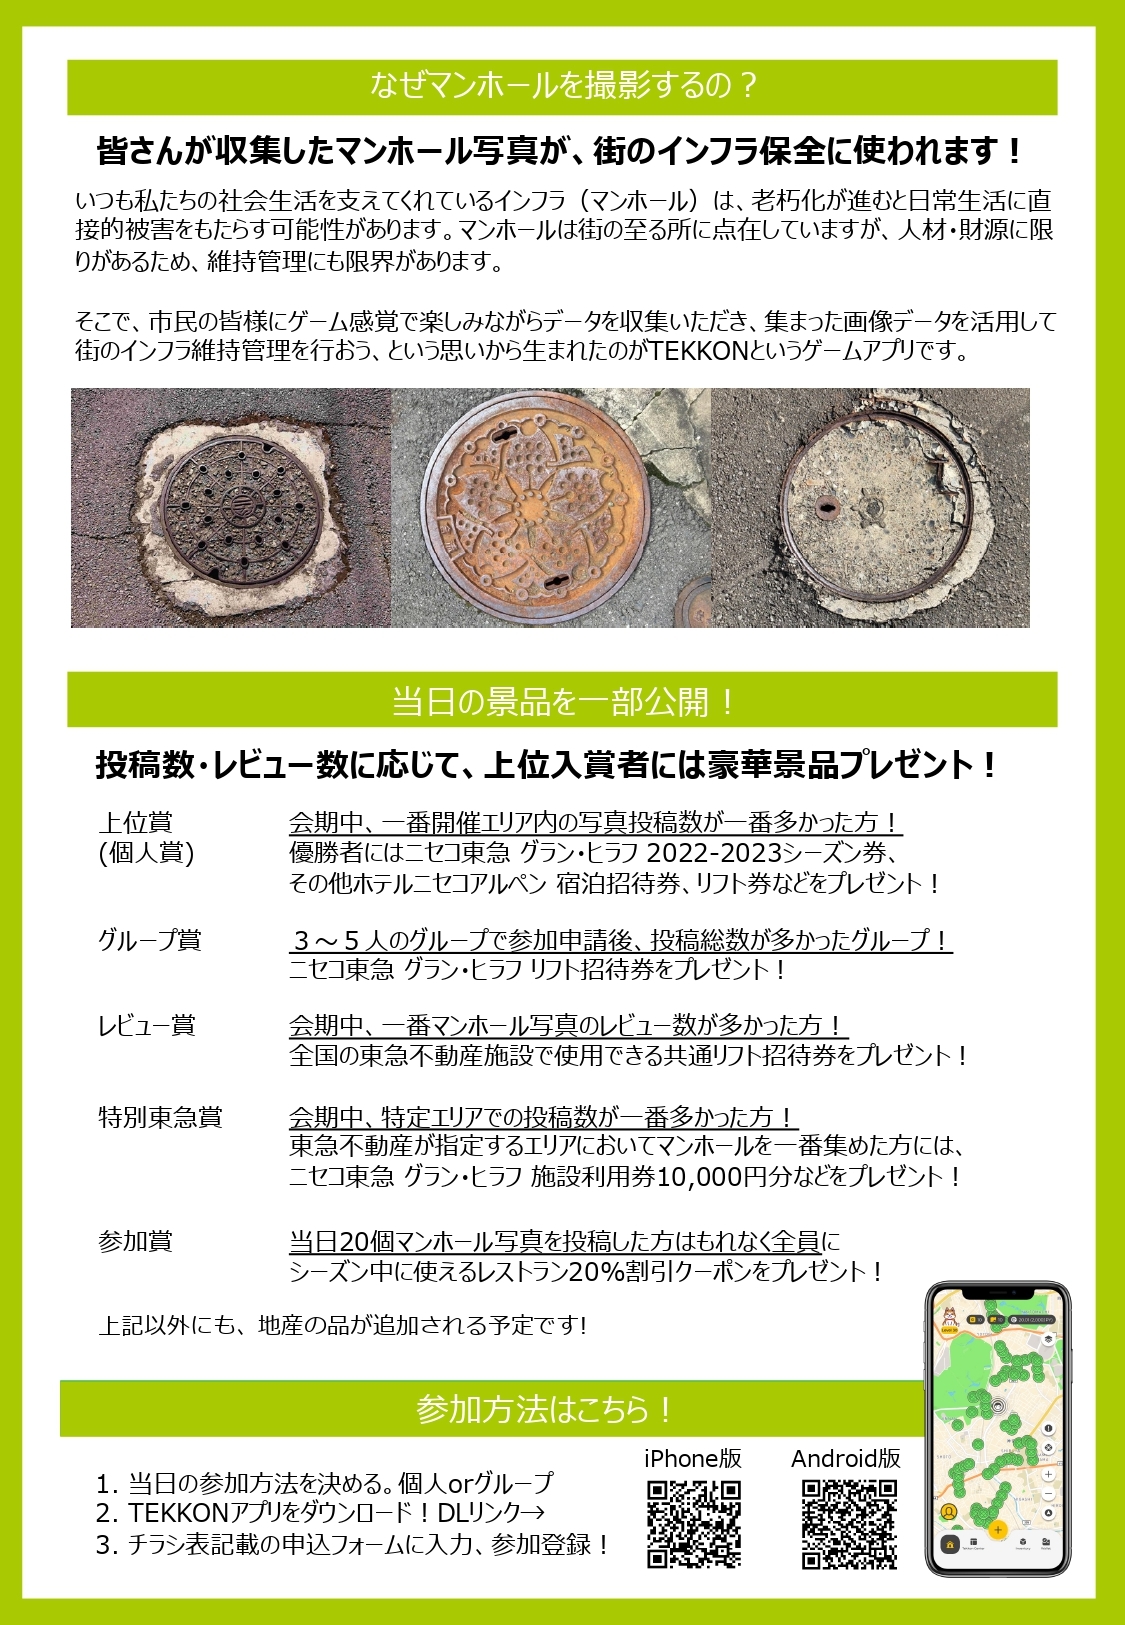 なぜマンホールを撮影するの？
皆さんが収集したマンホール写真が、街のインフラ保全に使われます！
いつも私たちの社会生活を支えてくれているインフラ（マンホール）は、老朽化が進むと日常生活に直
接的被害をもたらす可能性があります。マンホールは街の至る所に点在していますが、人材・財源に限
りがあるため、維持管理にも限界があります。
そこで、市民の皆様にゲーム感覚で楽しみながらデータを収集いただき、集まった画像データを活用して
街のインフラ維持管理を行おう、という思いから生まれたのがTEKKONというゲームアプリです。
当日の景品を一部公開！
投稿数・レビュー数に応じて、上位入賞者には豪華景品プレゼント！
上位賞 会期中、一番開催エリア内の写真投稿数が一番多かった方！
(個人賞) 優勝者にはニセコ東急 グラン・ヒラフ 2022-2023シーズン券、
その他ホテルニセコアルペン 宿泊招待券、リフト券などをプレゼント！
グループ賞 ３～５人のグループで参加申請後、投稿総数が多かったグループ！
ニセコ東急 グラン・ヒラフ リフト招待券をプレゼント！
レビュー賞 会期中、一番マンホール写真のレビュー数が多かった方！
全国の東急不動産施設で使用できる共通リフト招待券をプレゼント！
特別東急賞 会期中、特定エリアでの投稿数が一番多かった方！
東急不動産が指定するエリアにおいてマンホールを一番集めた方には、
ニセコ東急 グラン・ヒラフ 施設利用券10,000円分などをプレゼント！
参加賞 当日20個マンホール写真を投稿した方はもれなく全員に
シーズン中に使えるレストラン20%割引クーポンをプレゼント！
上記以外にも、地産の品が追加される予定です!
参加方法はこちら！
iPhone版 Android版
1. 当日の参加方法を決める。個人orグループ
2. TEKKONアプリをダウンロード！DLリンク→
3. チラシ表記載の申込フォームに入力、参加登録！